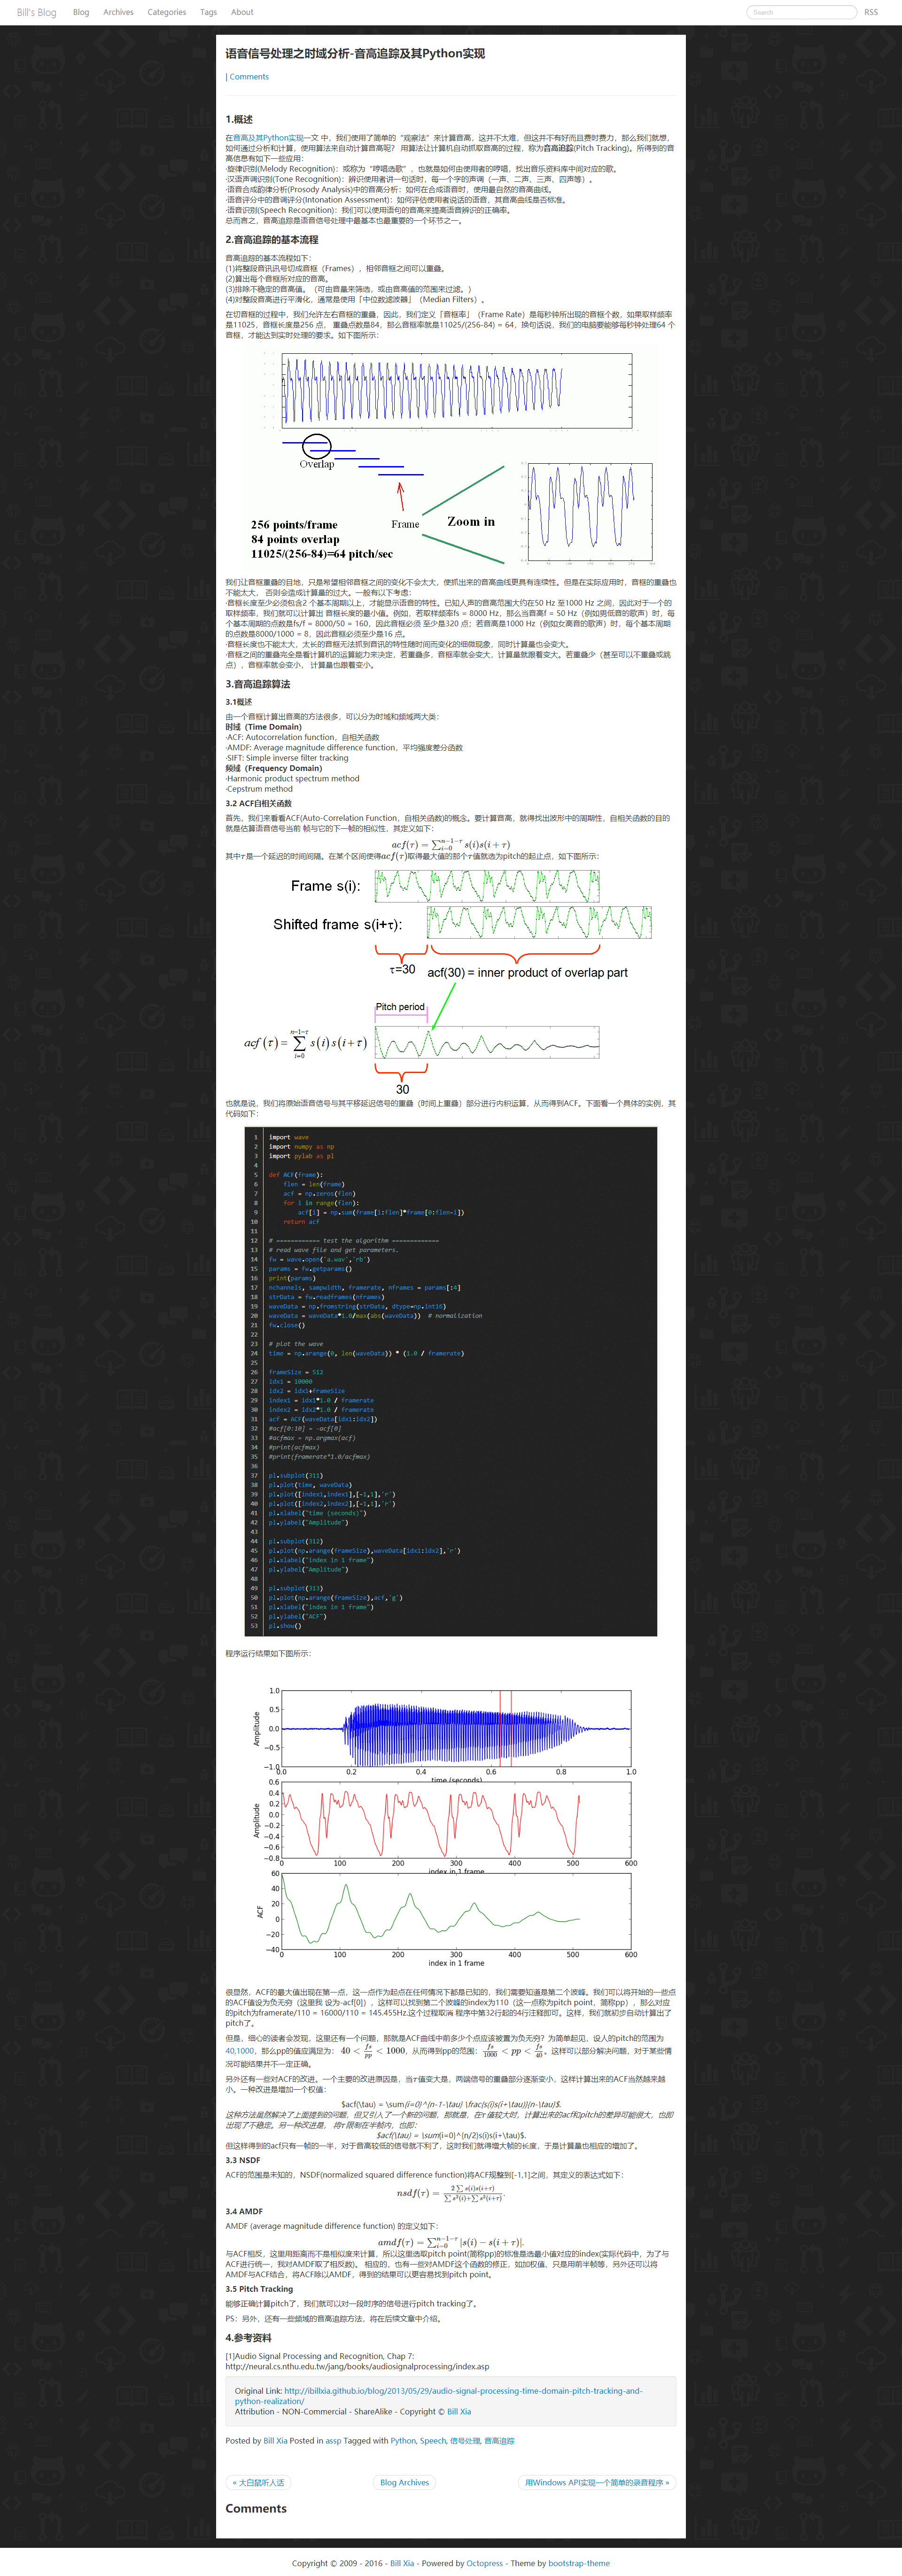 Bill's Blog Blog Archives Categories Tags About Search RSS
语音信号处理之时域分析-音高追踪及其Python实现
| Comments
1.概述
在音高及其Python实现一文 中，我们使用了简单的“观察法”来计算音高，这并不太难，但这并不有好而且费时费力，那么我们就想，
如何通过分析和计算，使用算法来自动计算音高呢？ 用算法让计算机自动抓取音高的过程，称为音高追踪(Pitch Tracking)。所得到的音
高信息有如下一些应用：
·旋律识别(Melody Recognition)：或称为“哼唱选歌”，也就是如何由使用者的哼唱，找出音乐资料库中间对应的歌。
·汉语声调识别(Tone Recognition)：辨识使用者讲一句话时，每一个字的声调（一声、二声、三声、四声等）。
·语音合成韵律分析(Prosody Analysis)中的音高分析：如何在合成语音时，使用最自然的音高曲线。
·语音评分中的音调评分(Intonation Assessment)：如何评估使用者说话的语音，其音高曲线是否标准。
·语音识别(Speech Recognition)：我们可以使用语句的音高来提高语音辨识的正确率。
总而言之，音高追踪是语音信号处理中最基本也最重要的一个环节之一。
2.音高追踪的基本流程
音高追踪的基本流程如下：
(1)将整段音讯讯号切成音框（Frames），相邻音框之间可以重叠。
(2)算出每个音框所对应的音高。
(3)排除不稳定的音高值。（可由音量来筛选，或由音高值的范围来过滤。）
(4)对整段音高进行平滑化，通常是使用「中位数滤波器」（Median Filters）。
在切音框的过程中，我们允许左右音框的重叠，因此，我们定义「音框率」（Frame Rate）是每秒钟所出现的音框个数，如果取样频率
是11025，音框长度是256 点， 重叠点数是84，那么音框率就是11025/(256-84) = 64，换句话说，我们的电脑要能够每秒钟处理64 个
音框，才能达到实时处理的要求。如下图所示：
Overlap
256 points/frame
84 points overlap
11025/(256-84)=64 pitch/sec
Frame
Zoom in
我们让音框重叠的目地，只是希望相邻音框之间的变化不会太大，使抓出来的音高曲线更具有连续性。但是在实际应用时，音框的重叠也
不能太大， 否则会造成计算量的过大。一般有以下考虑：
·音框长度至少必须包含2 个基本周期以上，才能显示语音的特性。已知人声的音高范围大约在50 Hz 至1000 Hz 之间，因此对于一个的
取样频率，我们就可以计算出 音框长度的最小值。例如，若取样频率fs = 8000 Hz，那么当音高f = 50 Hz（例如男低音的歌声）时，每
个基本周期的点数是fs/f = 8000/50 = 160，因此音框必须 至少是320 点；若音高是1000 Hz（例如女高音的歌声）时，每个基本周期
的点数是8000/1000 = 8，因此音框必须至少是16 点。
·音框长度也不能太大，太长的音框无法抓到音讯的特性随时间而变化的细微现象，同时计算量也会变大。
·音框之间的重叠完全是看计算机的运算能力来决定，若重叠多，音框率就会变大，计算量就跟着变大。若重叠少（甚至可以不重叠或跳
点），音框率就会变小， 计算量也跟着变小。
3.音高追踪算法
3.1概述
由一个音框计算出音高的方法很多，可以分为时域和频域两大类：
时域（Time Domain）
·ACF: Autocorrelation function，自相关函数
·AMDF: Average magnitude difference function，平均强度差分函数
·SIFT: Simple inverse filter tracking
频域（Frequency Domain）
·Harmonic product spectrum method
·Cepstrum method
3.2 ACF自相关函数
首先，我们来看看ACF(Auto-Correlation Function，自相关函数)的概念。要计算音高，就得找出波形中的周期性，自相关函数的目的
就是估算语音信号当前 帧与它的下一帧的相似性，其定义如下：
acf(τ) = ∑_{i=0}^{n−1−τ} s(i)s(i + τ)
其中τ是一个延迟的时间间隔。在某个区间使得acf(τ)取得最大值的那个τ值就选为pitch的起止点，如下图所示：
Frame s(i):
Shifted frame s(i+τ):
τ=30
acf(30) = inner product of overlap part
Pitch period
acf(τ) = ∑_{i=0}^{n−1−τ} s(i)s(i+τ)
30
也就是说，我们将原始语音信号与其平移延迟信号的重叠（时间上重叠）部分进行内积运算，从而得到ACF。下面看一个具体的实例，其
代码如下：
1 import wave
2 import numpy as np
3 import pylab as pl
4
5 def ACF(frame):
6     flen = len(frame)
7     acf = np.zeros(flen)
8     for i in range(flen):
9         acf[i] = np.sum(frame[i:flen]*frame[0:flen-i])
10     return acf
11
12 # ============ test the algorithm =============
13 # read wave file and get parameters.
14 fw = wave.open('a.wav','rb')
15 params = fw.getparams()
16 print(params)
17 nchannels, sampwidth, framerate, nframes = params[:4]
18 strData = fw.readframes(nframes)
19 waveData = np.fromstring(strData, dtype=np.int16)
20 waveData = waveData*1.0/max(abs(waveData))  # normalization
21 fw.close()
22
23 # plot the wave
24 time = np.arange(0, len(waveData)) * (1.0 / framerate)
25
26 frameSize = 512
27 idx1 = 10000
28 idx2 = idx1+frameSize
29 index1 = idx1*1.0 / framerate
30 index2 = idx2*1.0 / framerate
31 acf = ACF(waveData[idx1:idx2])
32 #acf[0:10] = -acf[0]
33 #acfmax = np.argmax(acf)
34 #print(acfmax)
35 #print(framerate*1.0/acfmax)
36
37 pl.subplot(311)
38 pl.plot(time, waveData)
39 pl.plot([index1,index1],[-1,1],'r')
40 pl.plot([index2,index2],[-1,1],'r')
41 pl.xlabel("time (seconds)")
42 pl.ylabel("Amplitude")
43
44 pl.subplot(312)
45 pl.plot(np.arange(frameSize),waveData[idx1:idx2],'r')
46 pl.xlabel("index in 1 frame")
47 pl.ylabel("Amplitude")
48
49 pl.subplot(313)
50 pl.plot(np.arange(frameSize),acf,'g')
51 pl.xlabel("index in 1 frame")
52 pl.ylabel("ACF")
53 pl.show()
程序运行结果如下图所示：
1.0
0.5
0.0
−0.5
−1.0
Amplitude
0.0 0.2 0.4 0.6 0.8 1.0
time (seconds)
0.6
0.4
0.2
0.0
−0.2
−0.4
−0.6
−0.8
Amplitude
0 100 200 300 400 500 600
index in 1 frame
60
40
20
0
−20
−40
ACF
0 100 200 300 400 500 600
index in 1 frame
很显然，ACF的最大值出现在第一点，这一点作为起点在任何情况下都是已知的，我们需要知道是第二个波峰。我们可以将开始的一些点
的ACF值设为负无穷（这里我 设为-acf[0]），这样可以找到第二个波峰的index为110（这一点称为pitch point，简称pp），那么对应
的pitch为framerate/110 = 16000/110 = 145.455Hz.这个过程取消 程序中第32行起的4行注释即可。这样，我们就初步自动计算出了
pitch了。
但是，细心的读者会发现，这里还有一个问题，那就是ACF曲线中前多少个点应该被置为负无穷？为简单起见，设人的pitch的范围为
40,1000，那么pp的值应满足为： 40 < fs/pp < 1000，从而得到pp的范围： fs/1000 < pp < fs/40。这样可以部分解决问题，对于某些情
况可能结果并不一定正确。
另外还有一些对ACF的改进。一个主要的改进原因是，当τ值变大是，两端信号的重叠部分逐渐变小，这样计算出来的ACF当然越来越
小。一种改进是增加一个权值：
$acf(\tau) = \sum(i=0)^{n-1-\tau} \frac{s(i)s(i+\tau)}{n-\tau}$.
这种方法虽然解决了上面提到的问题，但又引入了一个新的问题，那就是，在τ值较大时，计算出来的acf和pitch的差异可能很大，也即
出现了不稳定。另一种改进是， 将τ限制在半帧内，也即：
$acf(\tau) = \sum(i=0)^{n/2}s(i)s(i+\tau)$.
但这样得到的acf只有一帧的一半，对于音高较低的信号就不利了，这时我们就得增大帧的长度，于是计算量也相应的增加了。
3.3 NSDF
ACF的范围是未知的，NSDF(normalized squared difference function)将ACF规整到[-1,1]之间，其定义的表达式如下：
nsdf(τ) = 2∑s(i)s(i+τ) / (∑s²(i)+∑s²(i+τ)).
3.4 AMDF
AMDF (average magnitude difference function) 的定义如下：
amdf(τ) = ∑_{i=0}^{n−1−τ} |s(i) − s(i + τ)|.
与ACF相反，这里用距离而不是相似度来计算，所以这里选取pitch point(简称pp)的标准是选最小值对应的index(实际代码中，为了与
ACF进行统一，我对AMDF取了相反数)。 相应的，也有一些对AMDF这个函数的修正，如加权值，只是用前半帧等，另外还可以将
AMDF与ACF结合，将ACF除以AMDF，得到的结果可以更容易找到pitch point。
3.5 Pitch Tracking
能够正确计算pitch了，我们就可以对一段时序的信号进行pitch tracking了。
PS：另外，还有一些频域的音高追踪方法，将在后续文章中介绍。
4.参考资料
[1]Audio Signal Processing and Recognition, Chap 7:
http://neural.cs.nthu.edu.tw/jang/books/audiosignalprocessing/index.asp
Original Link: http://ibillxia.github.io/blog/2013/05/29/audio-signal-processing-time-domain-pitch-tracking-and-
python-realization/
Attribution - NON-Commercial - ShareAlike - Copyright © Bill Xia
Posted by Bill Xia Posted in assp Tagged with Python, Speech, 信号处理, 音高追踪
« 大白鼠听人话 Blog Archives 用Windows API实现一个简单的录音程序 »
Comments
Copyright © 2009 - 2016 - Bill Xia - Powered by Octopress - Theme by bootstrap-theme